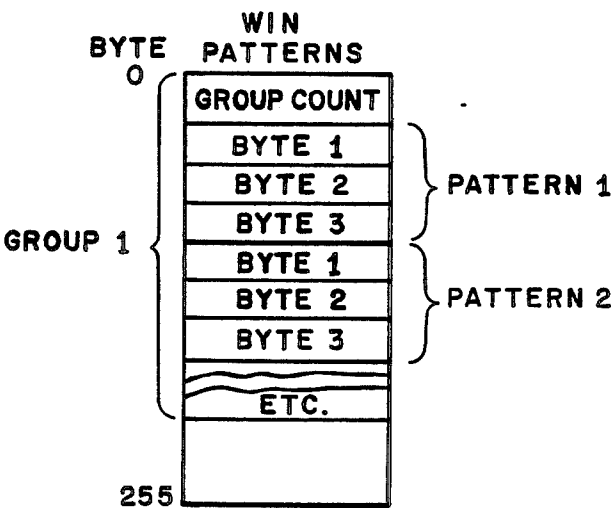 WIN
BYTE PATTERNS
0
GROUP COUNT
BYTE 1
BYTE 2 PATTERN 1
BYTE 3
GROUP 1
BYTE 1
BYTE 2 PATTERN 2
BYTE 3
ETC.
255